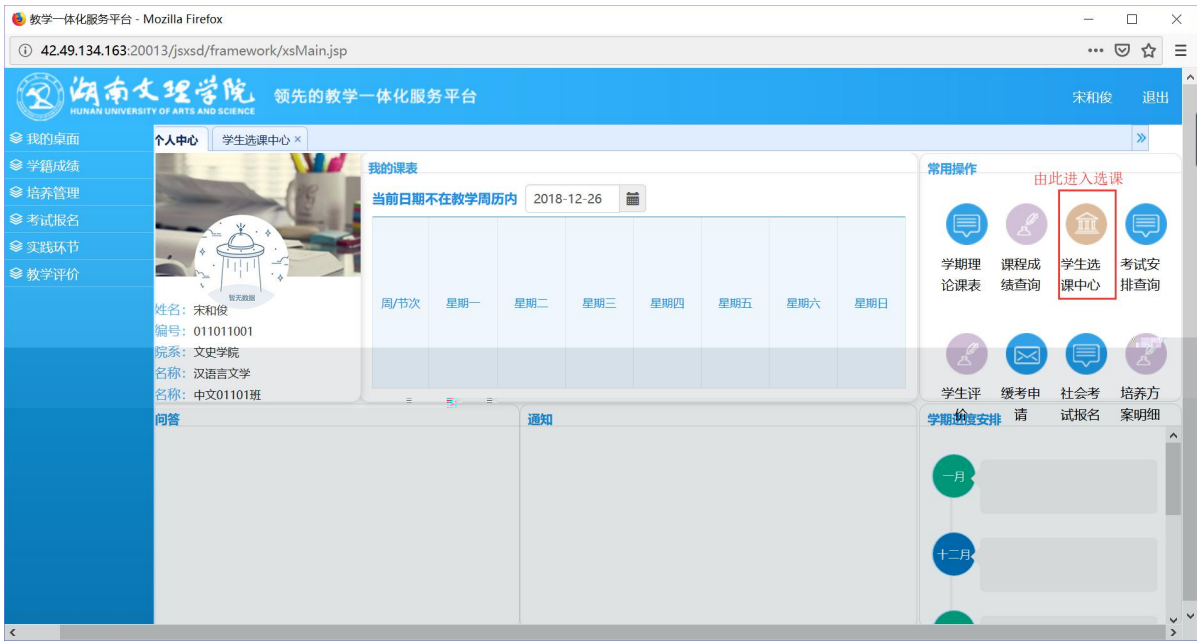 教学一体化服务平台 - Mozilla Firefox
42.49.134.163:20013/jsxsd/framework/xsMain.jsp
湖南文理学院
HUNAN UNIVERSITY OF ARTS AND SCIENCE
领先的教学一体化服务平台
宋和俊 退出
我的桌面
学籍成绩
培养管理
考试报名
实践环节
教学评价
个人中心 学生选课中心 ×
暂无数据
姓名：宋和俊
编号：011011001
院系：文史学院
名称：汉语言文学
名称：中文01101班
我的课表
当前日期不在教学周历内 2018-12-26
周/节次 星期一 星期二 星期三 星期四 星期五 星期六 星期日
常用操作
由此进入选课
学期理论课表
课程成绩查询
学生选课中心
考试安排查询
学生评价
缓考申请
社会考试报名
培养方案明细
问答
通知
学期进度安排
一月
十二月